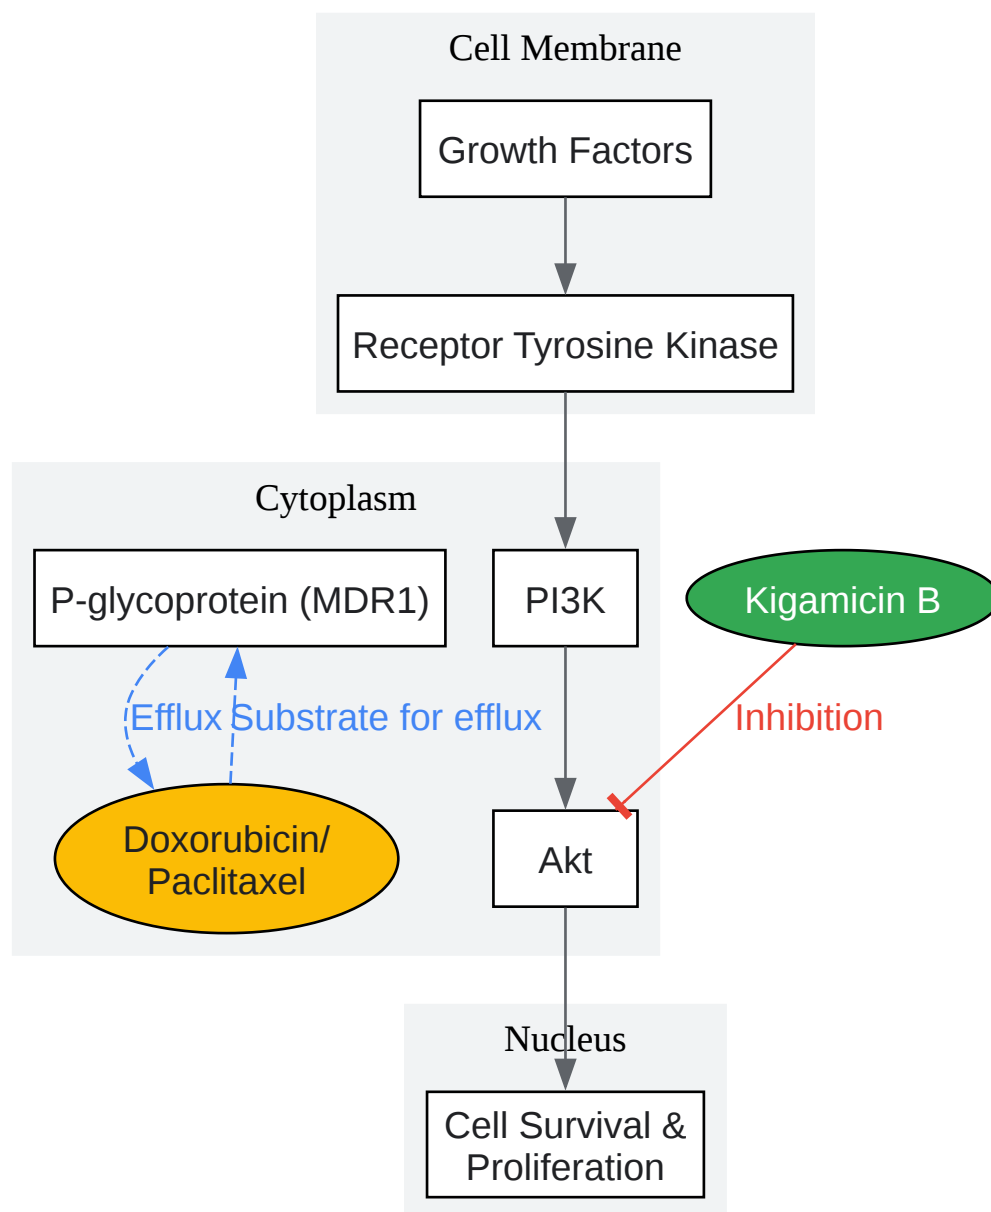 Cell Membrane
Growth Factors
Receptor Tyrosine Kinase
Cytoplasm
P-glycoprotein (MDR1)
PI3K
Kigamicin B
Efflux
Substrate for efflux
Inhibition
Doxorubicin/
Paclitaxel
Akt
Nucleus
Cell Survival &
Proliferation